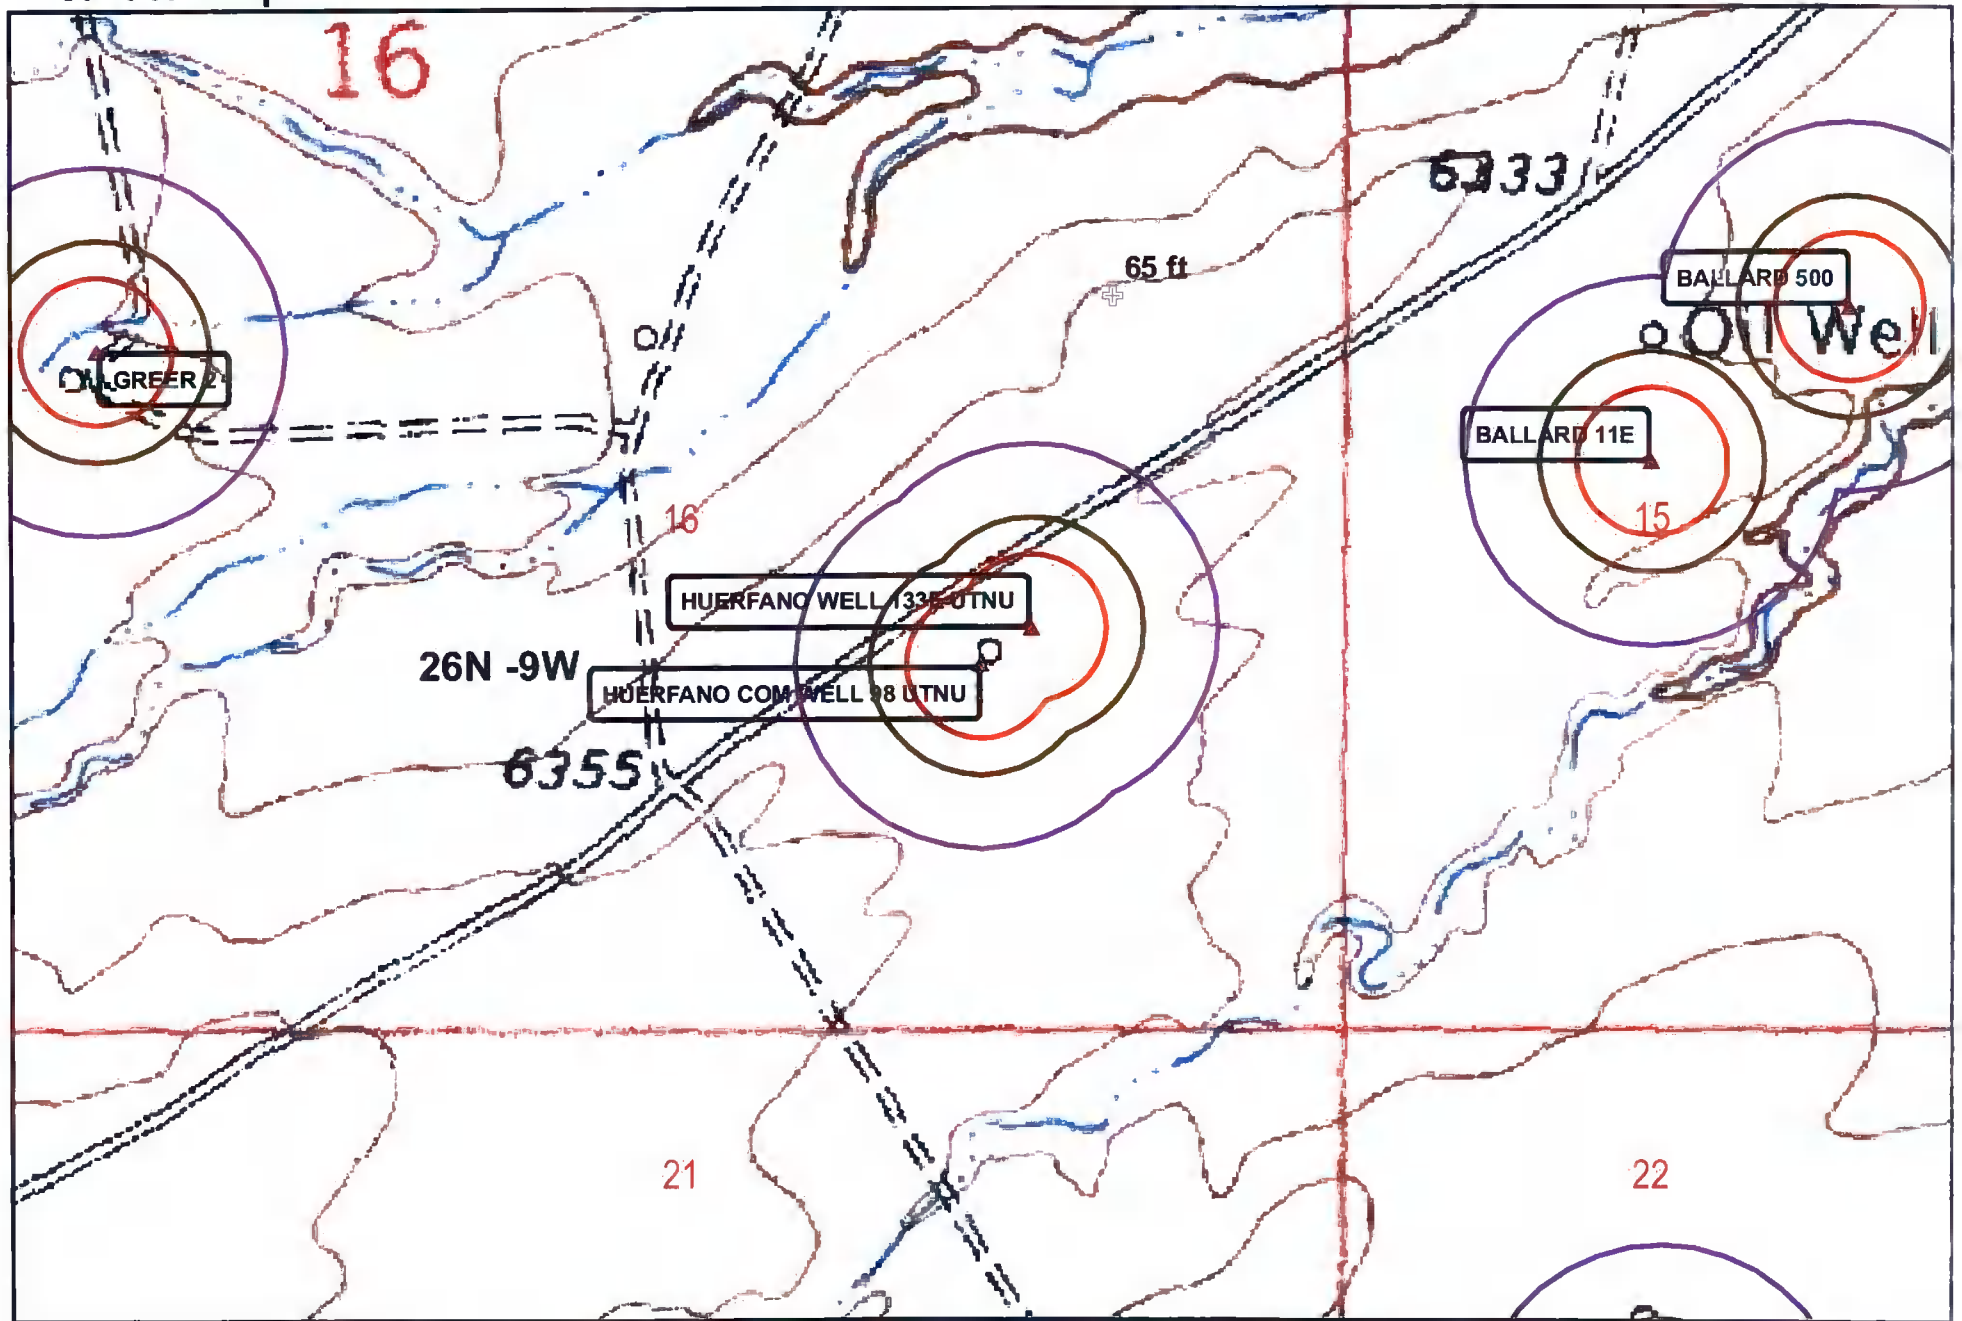 16
6333
65 ft
BALLARD 500
Oil Well
GREER 2
BALLARD 11E
16
15
HUERFANO WELL 133E UTNU
26N -9W
HUERFANO COM WELL 98 UTNU
6355
21
22